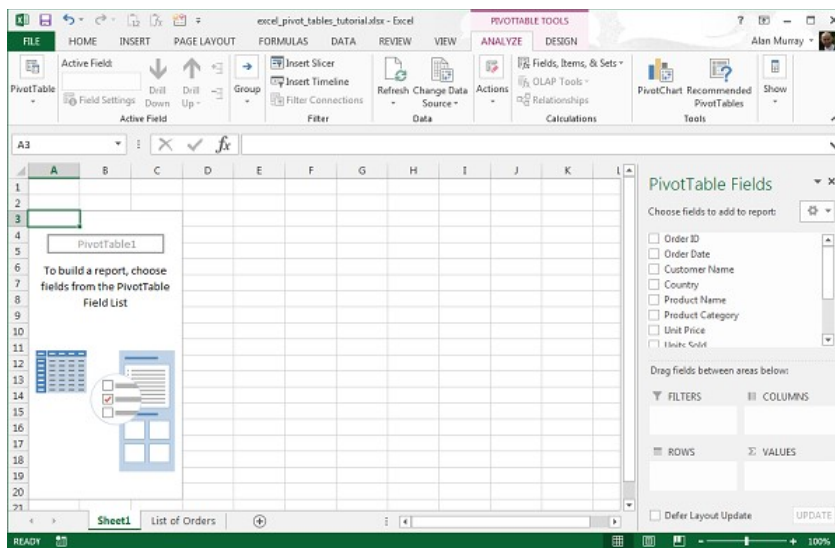 excel_pivot_tables_tutorial.xlsx - Excel
PIVOTTABLE TOOLS
FILE HOME INSERT PAGE LAYOUT FORMULAS DATA REVIEW VIEW ANALYZE DESIGN Alan Murray
PivotTable
Active Field:
Field Settings
Drill Down
Drill Up
Active Field
Group
Insert Slicer
Insert Timeline
Filter Connections
Filter
Refresh
Change Data Source
Data
Actions
Fields, Items, & Sets
OLAP Tools
Relationships
Calculations
PivotChart
Recommended PivotTables
Tools
Show
A3
fx
A B C D E F G H I J K L
1
2
3
4
5
6
7
8
9
10
11
12
13
14
15
16
17
18
19
20
21
PivotTable1
To build a report, choose
fields from the PivotTable
Field List
PivotTable Fields
Choose fields to add to report:
Order ID
Order Date
Customer Name
Country
Product Name
Product Category
Unit Price
Units Sold
Drag fields between areas below:
FILTERS
COLUMNS
ROWS
Σ VALUES
Defer Layout Update
UPDATE
Sheet1 List of Orders
READY
100%